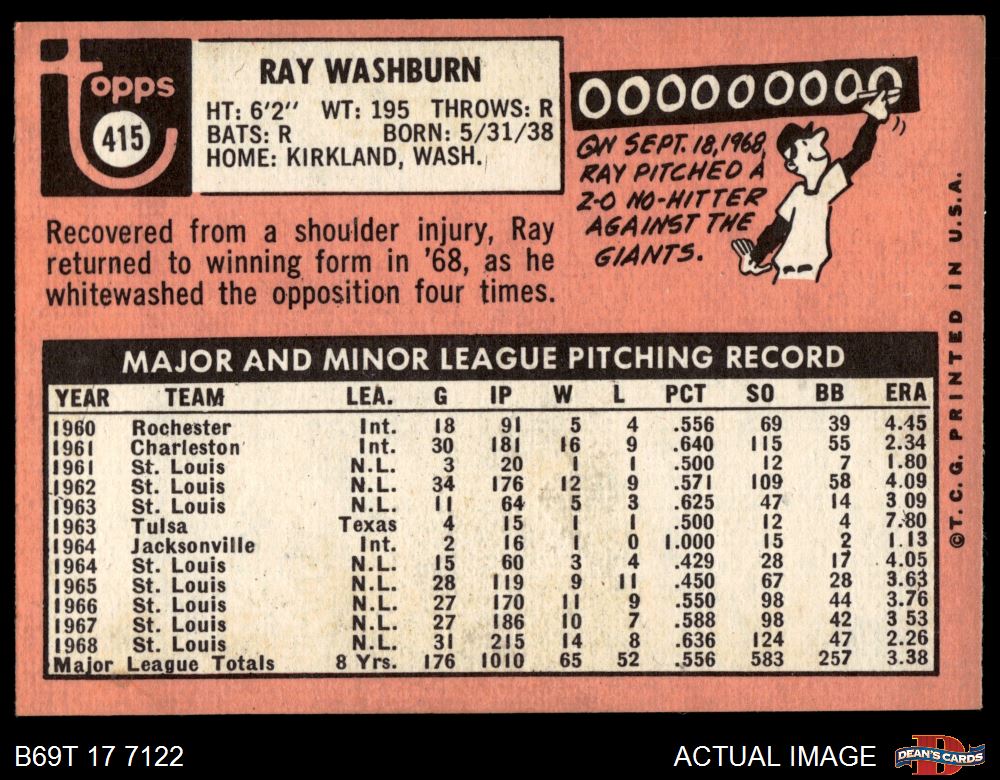 topps
415
RAY WASHBURN
HT: 6'2" WT: 195 THROWS: R
BATS: R BORN: 5/31/38
HOME: KIRKLAND, WASH.
000000000
ON SEPT. 18, 1968,
RAY PITCHED A
2-0 NO-HITTER
AGAINST THE
GIANTS.
Recovered from a shoulder injury, Ray
returned to winning form in '68, as he
whitewashed the opposition four times.
MAJOR AND MINOR LEAGUE PITCHING RECORD
YEAR TEAM LEA. G IP W L PCT SO BB ERA
1960 Rochester Int. 18 91 5 4 .556 69 39 4.45
1961 Charleston Int. 30 181 16 9 .640 115 55 2.34
1961 St. Louis N.L. 3 20 1 1 .500 12 7 1.80
1962 St. Louis N.L. 34 176 12 9 .571 109 58 4.09
1963 St. Louis N.L. 11 64 5 3 .625 47 14 3.09
1963 Tulsa Texas 4 15 1 1 .500 12 4 7.80
1964 Jacksonville Int. 2 16 1 0 1.000 15 2 1.13
1964 St. Louis N.L. 15 60 3 4 .429 28 17 4.05
1965 St. Louis N.L. 28 119 9 11 .450 67 28 3.63
1966 St. Louis N.L. 27 170 11 9 .550 98 44 3.76
1967 St. Louis N.L. 27 186 10 7 .588 98 42 3.53
1968 St. Louis N.L. 31 215 14 8 .636 124 47 2.26
Major League Totals 8 Yrs. 176 1010 65 52 .556 583 257 3.38
©T.C.G. PRINTED IN U.S.A.
B69T 17 7122
ACTUAL IMAGE
D
DEAN'S CARDS